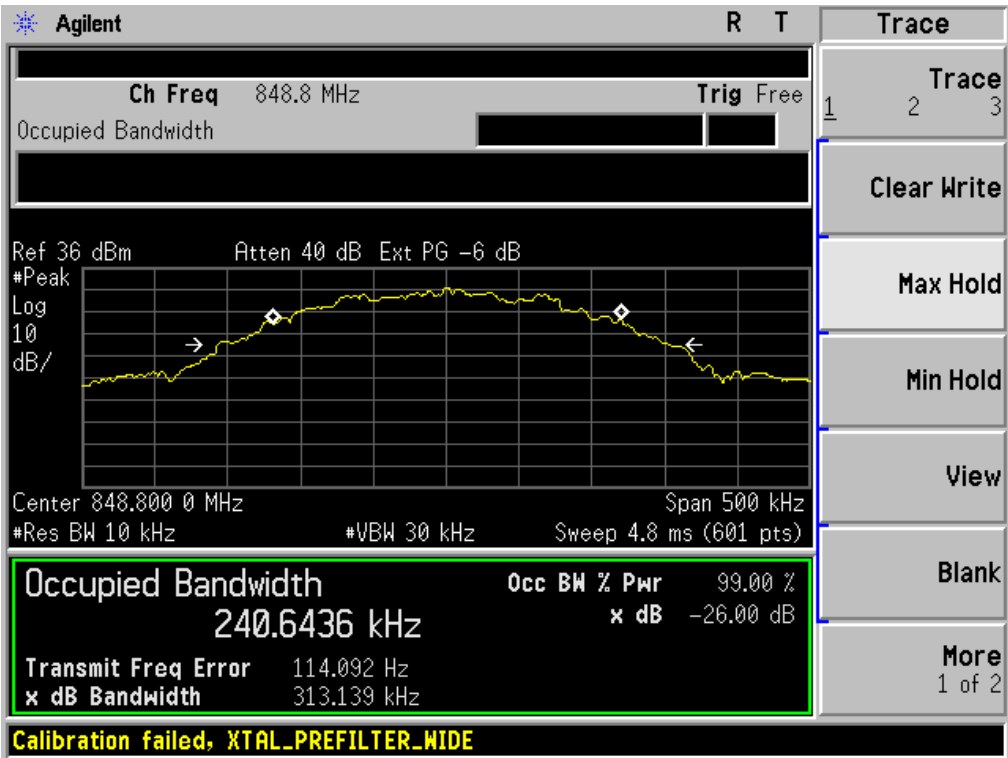 Agilent R T Trace
Ch Freq 848.8 MHz Trig Free
Occupied Bandwidth
Trace
1 2 3
Clear Write
Max Hold
Min Hold
View
Blank
More
1 of 2
Ref 36 dBm Atten 40 dB Ext PG -6 dB
#Peak
Log
10
dB/
Center 848.800 0 MHz Span 500 kHz
#Res BW 10 kHz #VBW 30 kHz Sweep 4.8 ms (601 pts)
Occupied Bandwidth Occ BW % Pwr 99.00 %
240.6436 kHz x dB -26.00 dB
Transmit Freq Error 114.092 Hz
x dB Bandwidth 313.139 kHz
Calibration failed, XTAL_PREFILTER_WIDE